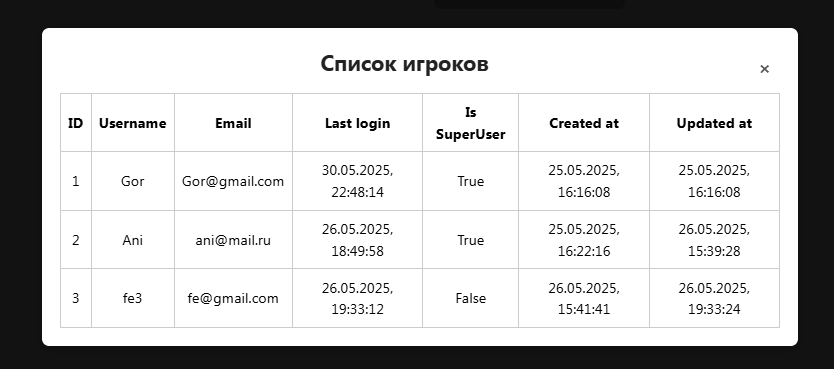 Список игроков
×
ID Username Email Last login Is SuperUser Created at Updated at
1 Gor Gor@gmail.com 30.05.2025, 22:48:14 True 25.05.2025, 16:16:08 25.05.2025, 16:16:08
2 Ani ani@mail.ru 26.05.2025, 18:49:58 True 25.05.2025, 16:22:16 26.05.2025, 15:39:28
3 fe3 fe@gmail.com 26.05.2025, 19:33:12 False 26.05.2025, 15:41:41 26.05.2025, 19:33:24